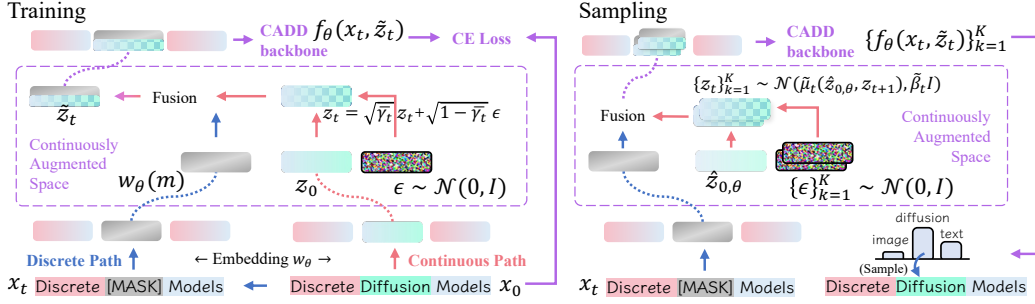 Training
CADD backbone
f_θ(x_t, z̃_t)
CE Loss
z̃_t
Fusion
z_t = √γ̄_t z_t + √1 − γ̄_t ϵ
Continuously
Augmented
Space
w_θ(m)
z_0
ϵ ∼ 𝒩(0, I)
Discrete Path
← Embedding w_θ →
Continuous Path
x_t
Discrete [MASK] Models
Discrete Diffusion Models
x_0
Sampling
CADD backbone
{f_θ(x_t, z̃_t)}_{k=1}^K
{z_t}_{k=1}^K ∼ 𝒩(μ̃_t(ẑ_{0,θ}, z_{t+1}), β̃_t I)
Fusion
Continuously
Augmented
Space
ẑ_{0,θ}
{ϵ}_{k=1}^K ∼ 𝒩(0, I)
diffusion
image
text
(Sample)
x_t
Discrete [MASK] Models
Discrete Diffusion Models